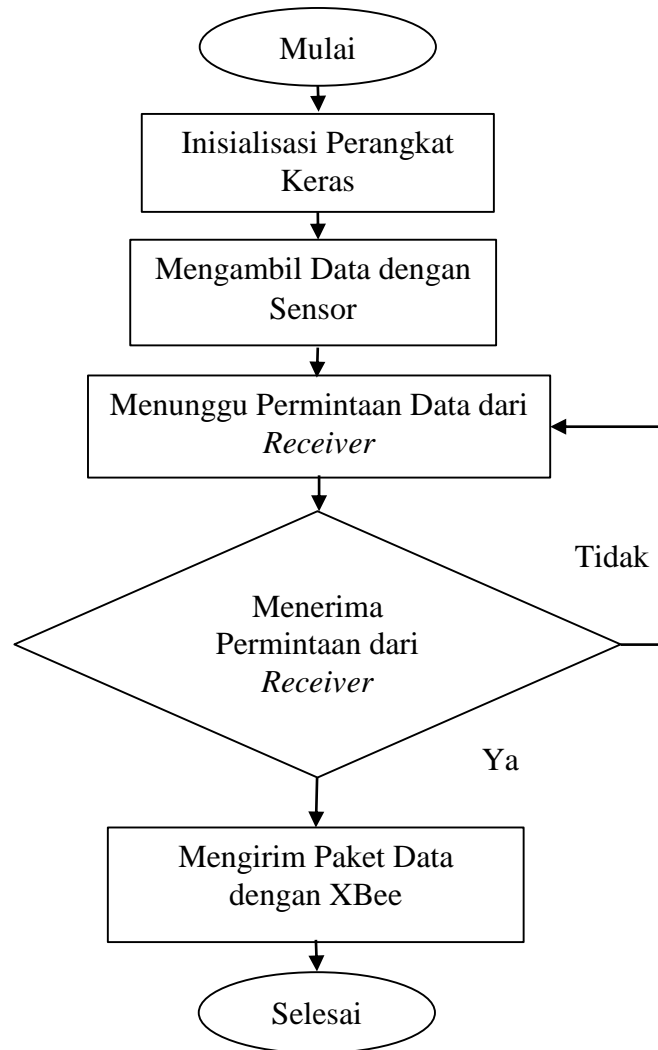 Mulai
Inisialisasi Perangkat
Keras
Mengambil Data dengan
Sensor
Menunggu Permintaan Data dari
Receiver
Tidak
Menerima
Permintaan dari
Receiver
Ya
Mengirim Paket Data
dengan XBee
Selesai